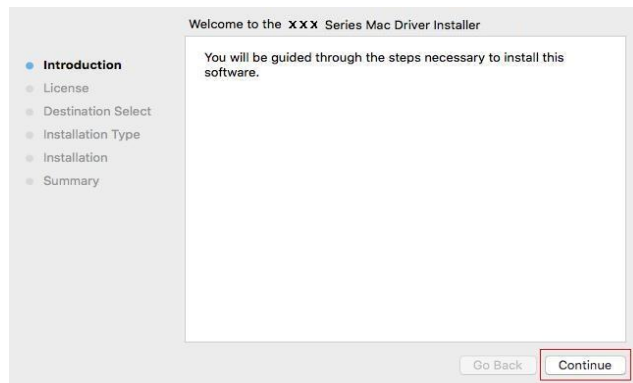 Welcome to the XXX Series Mac Driver Installer
Introduction
License
Destination Select
Installation Type
Installation
Summary
You will be guided through the steps necessary to install this
software.
Go Back
Continue